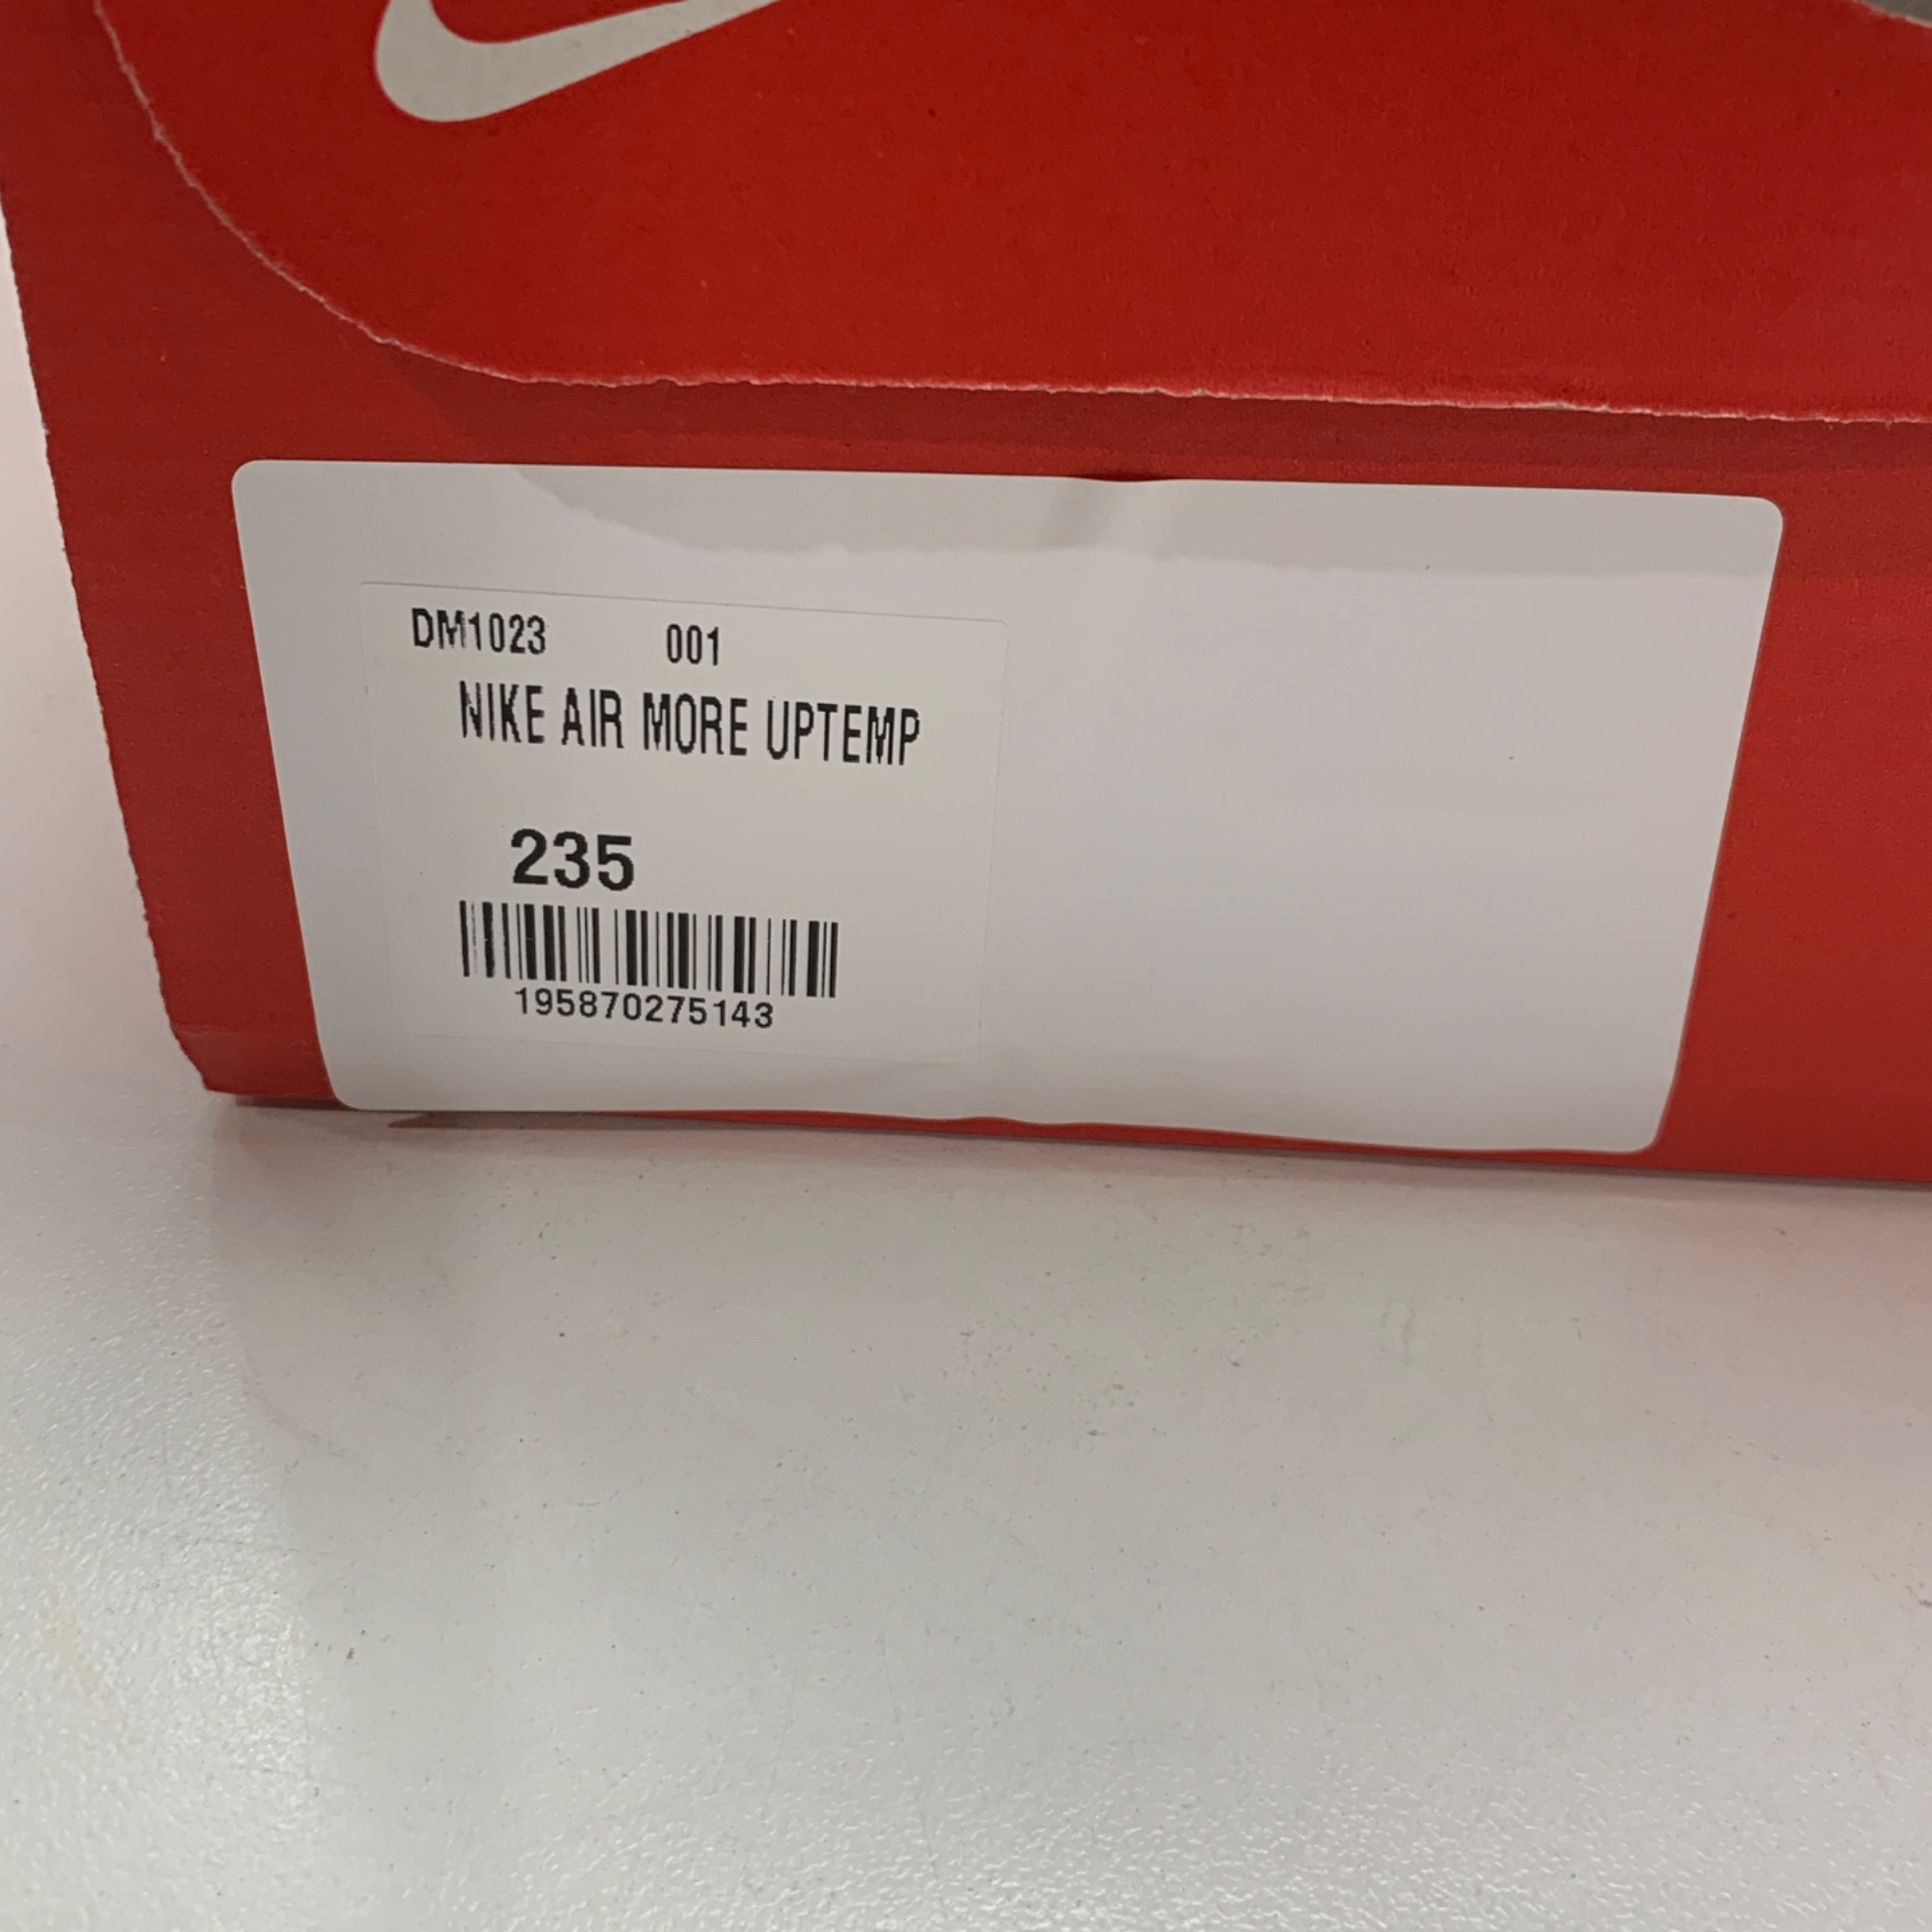 DM1023 001
NIKE AIR MORE UPTEMP
235
195870275143